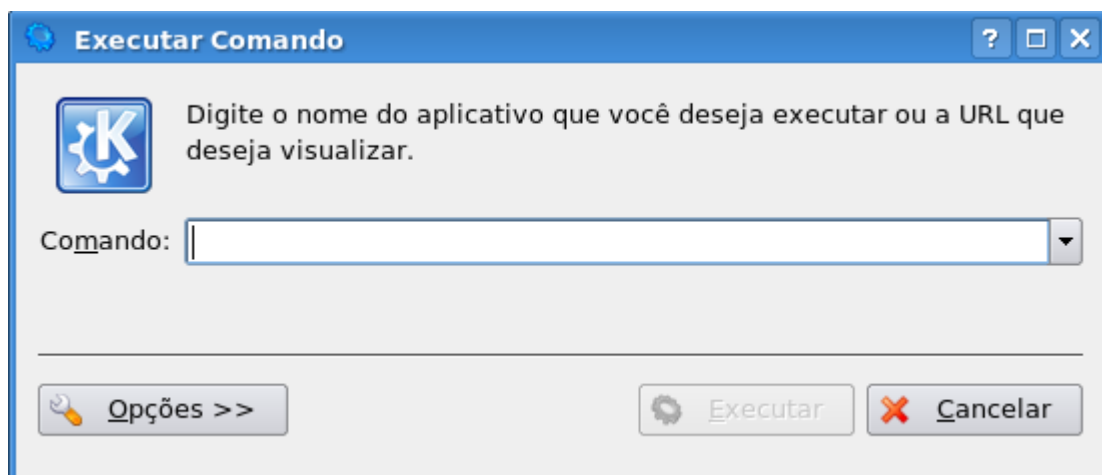 Executar Comando
?
Digite o nome do aplicativo que você deseja executar ou a URL que
deseja visualizar.
Comando:
Opções >>
Executar
Cancelar